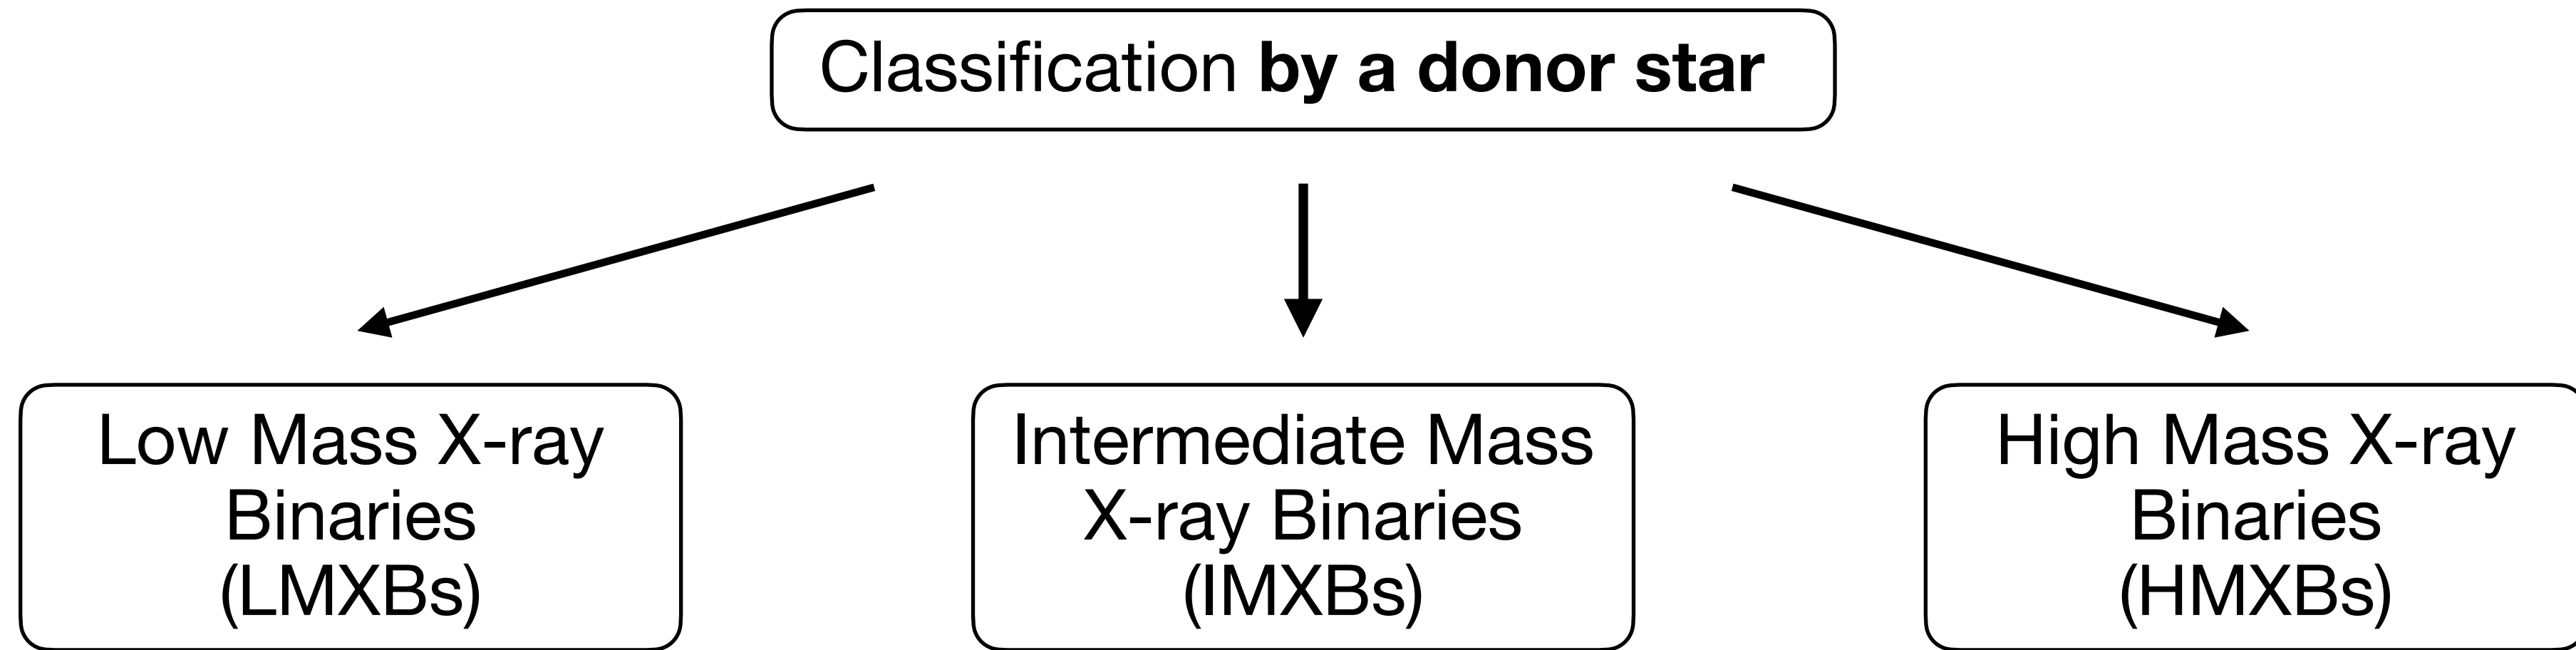 Classification by a donor star
Low Mass X-ray
Binaries
(LMXBs)
Intermediate Mass
X-ray Binaries
(IMXBs)
High Mass X-ray
Binaries
(HMXBs)